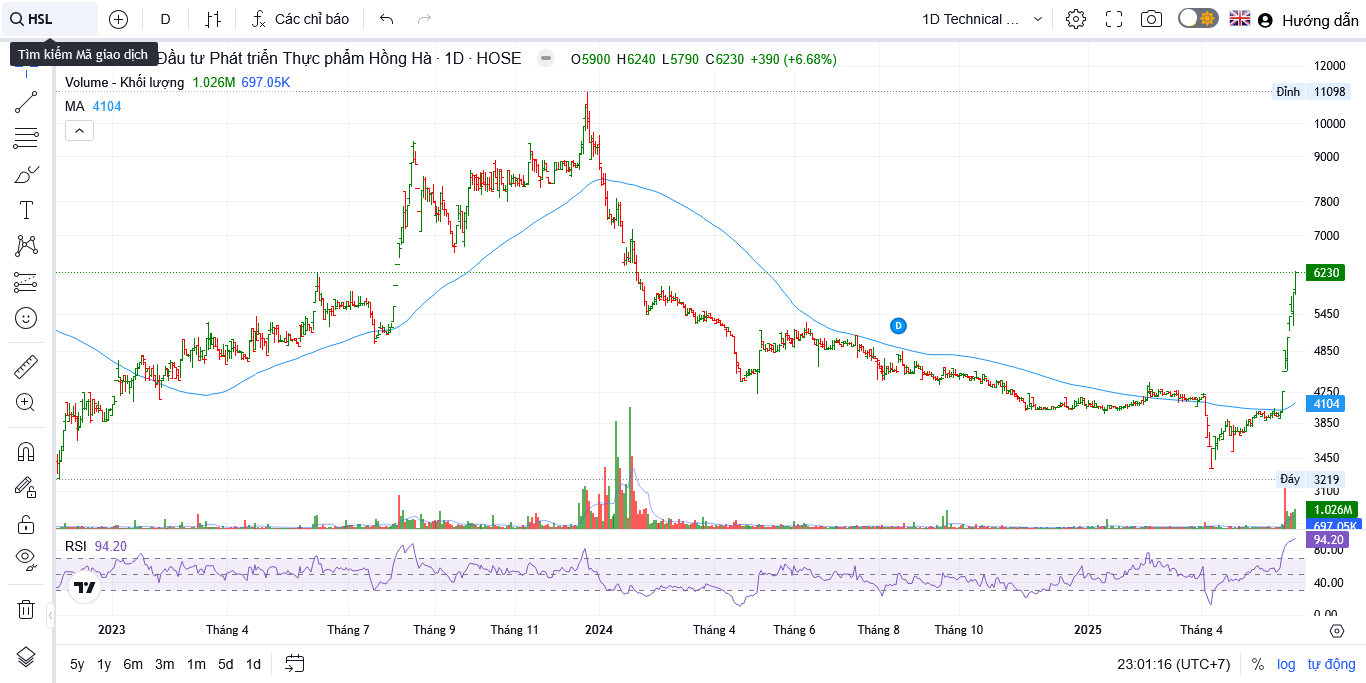 HSL
D
Các chỉ báo
1D Technical ...
Hướng dẫn
Tìm kiếm Mã giao dịch
Đầu tư Phát triển Thực phẩm Hồng Hà · 1D · HOSE
O5900 H6240 L5790 C6230 +390 (+6.68%)
Volume - Khối lượng 1.026M 697.05K
MA 4104
12000
Đỉnh 11098
10000
9000
7800
7000
6230
5450
4850
4250
4104
3850
3450
Đáy 3219
3100
1.026M
697.05K
D
RSI 94.20
94.20
80.00
40.00
0.00
2023 Tháng 4 Tháng 7 Tháng 9 Tháng 11 2024 Tháng 4 Tháng 6 Tháng 8 Tháng 10 2025 Tháng 4
5y 1y 6m 3m 1m 5d 1d
23:01:16 (UTC+7) % log tự động